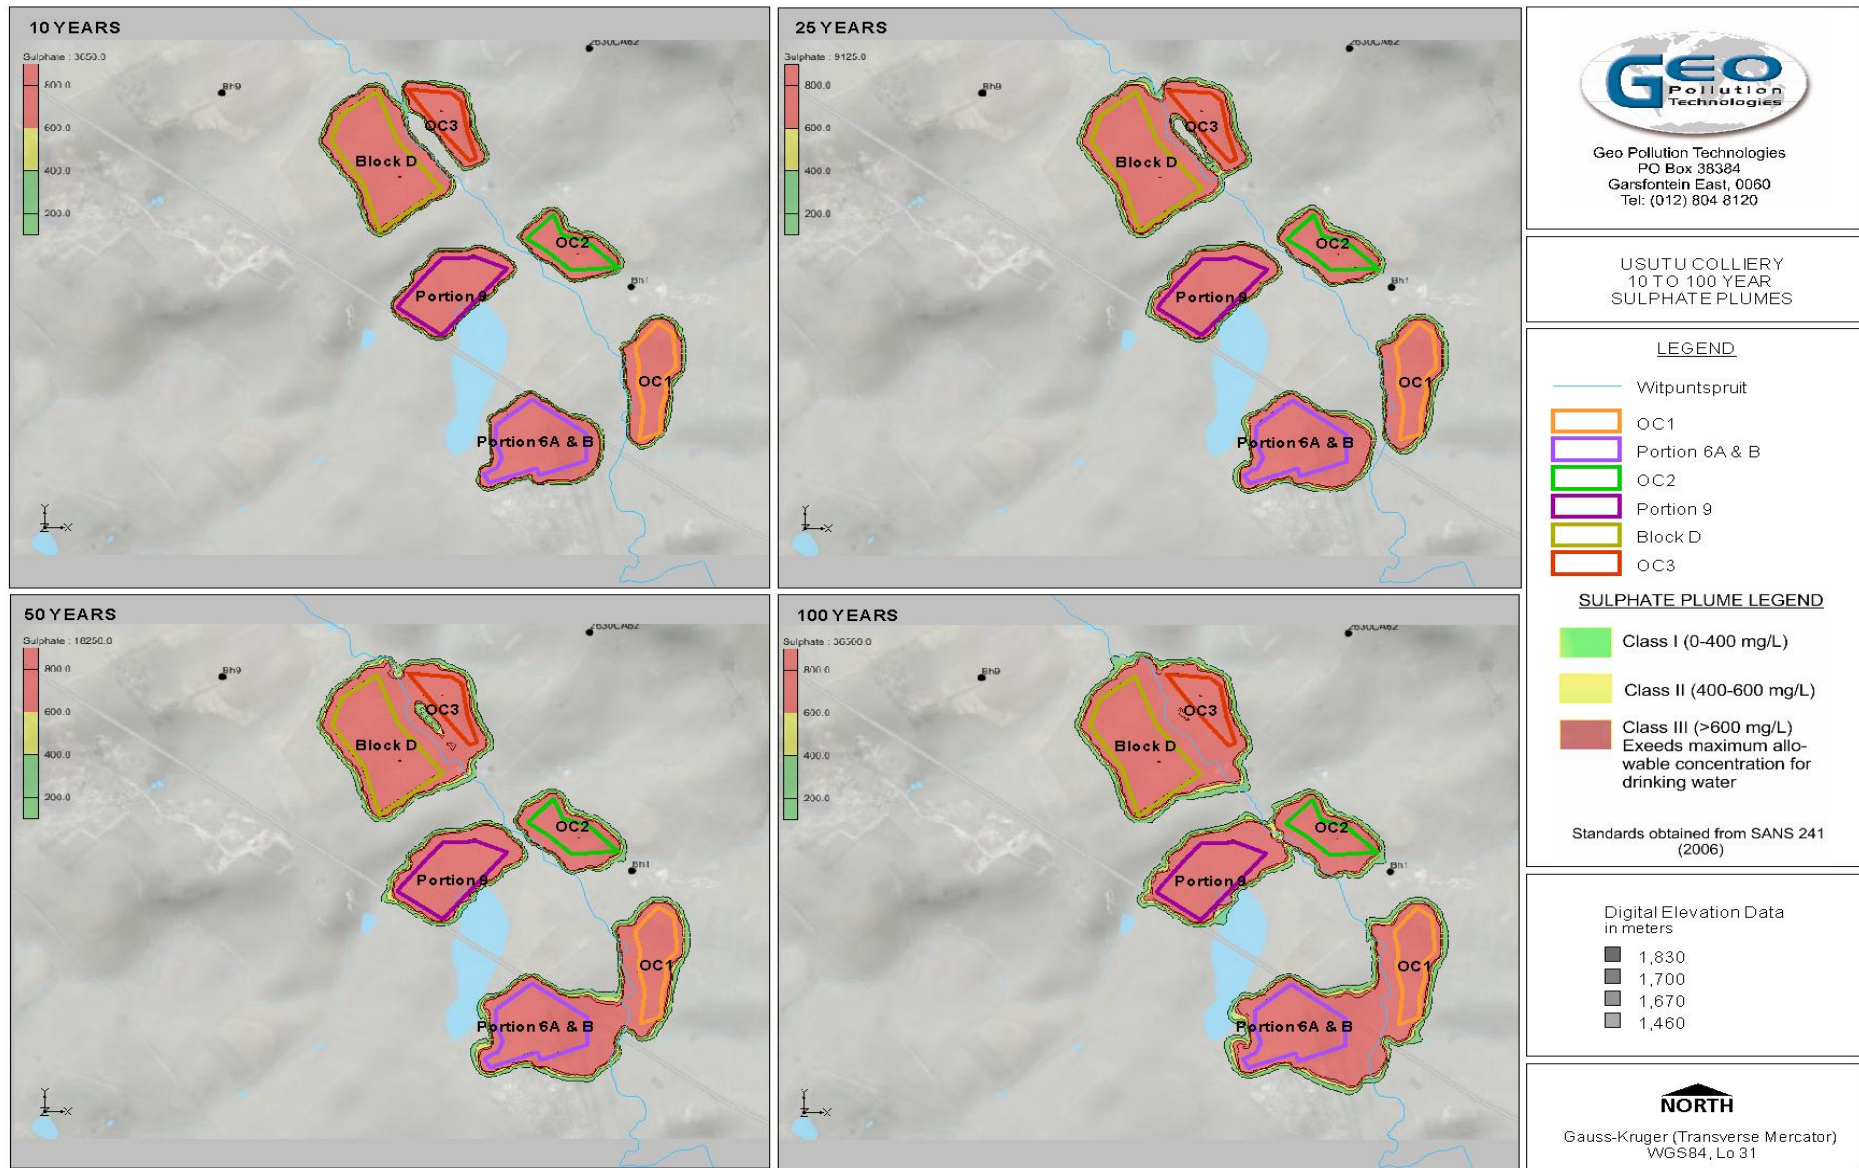 10 YEARS
Sulphate : 3650.0
800.0
600.0
400.0
200.0
2630CA62
Bh9
OC3
Block D
OC2
Bh1
Portion 9
OC1
Portion 6A & B
Y
Z X
25 YEARS
Sulphate : 9125.0
800.0
600.0
400.0
200.0
2630CA62
Bh9
OC3
Block D
OC2
Bh1
Portion 9
OC1
Portion 6A & B
Y
Z X
50 YEARS
Sulphate : 18250.0
800.0
600.0
400.0
200.0
2630CA62
Bh9
OC3
Block D
OC2
Bh1
Portion 9
OC1
Portion 6A & B
Y
Z X
100 YEARS
Sulphate : 36500.0
800.0
600.0
400.0
200.0
2630CA62
Bh9
OC3
Block D
OC2
Bh1
Portion 9
OC1
Portion 6A & B
Y
Z X
GEO
Pollution
Technologies
Geo Pollution Technologies
PO Box 38384
Garsfontein East, 0060
Tel: (012) 804 8120
USUTU COLLIERY
10 TO 100 YEAR
SULPHATE PLUMES
LEGEND
Witpuntspruit
OC1
Portion 6A & B
OC2
Portion 9
Block D
OC3
SULPHATE PLUME LEGEND
Class I (0-400 mg/L)
Class II (400-600 mg/L)
Class III (>600 mg/L)
Exeeds maximum allo-
wable concentration for
drinking water
Standards obtained from SANS 241
(2006)
Digital Elevation Data
in meters
1,830
1,700
1,670
1,460
NORTH
Gauss-Kruger (Transverse Mercator)
WGS84, Lo 31